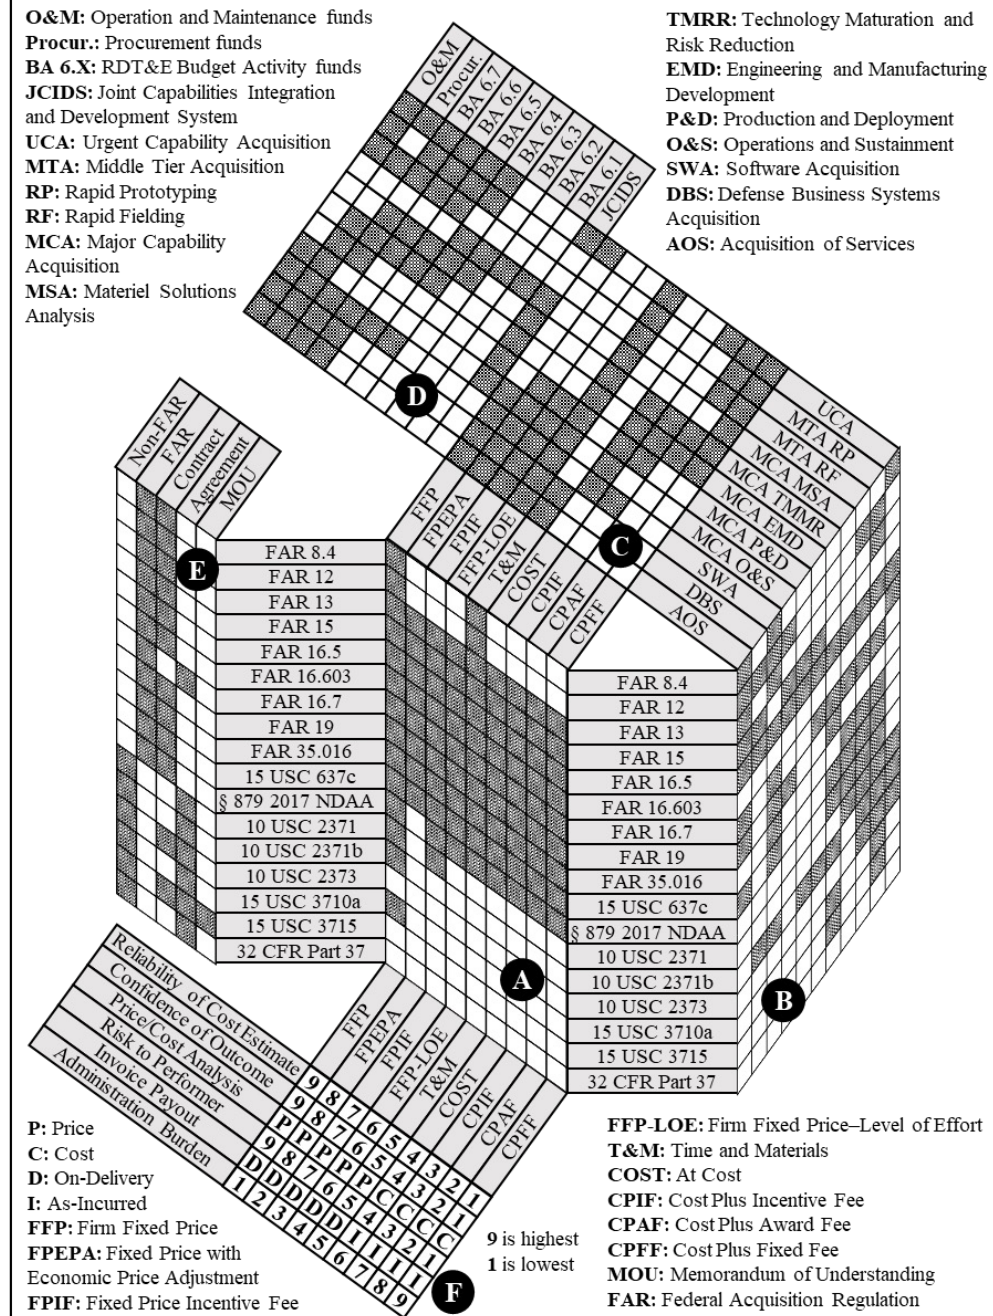 O&M: Operation and Maintenance funds
Procur.: Procurement funds
BA 6.X: RDT&E Budget Activity funds
JCIDS: Joint Capabilities Integration
and Development System
UCA: Urgent Capability Acquisition
MTA: Middle Tier Acquisition
RP: Rapid Prototyping
RF: Rapid Fielding
MCA: Major Capability
Acquisition
MSA: Materiel Solutions
Analysis
TMRR: Technology Maturation and
Risk Reduction
EMD: Engineering and Manufacturing
Development
P&D: Production and Deployment
O&S: Operations and Sustainment
SWA: Software Acquisition
DBS: Defense Business Systems
Acquisition
AOS: Acquisition of Services
O&M
Procur.
BA 6.7
BA 6.6
BA 6.5
BA 6.4
BA 6.3
BA 6.2
BA 6.1
JCIDS
D
UCA
MTA RP
MTA RF
MCA MSA
MCA TMMR
MCA EMD
MCA P&D
MCA O&S
SWA
DBS
AOS
C
Non-FAR
FAR
Contract
Agreement
MOU
E
FFP
FPEPA
FPIF
FFP-LOE
T&M
COST
CPIF
CPAF
CPFF
FAR 8.4
FAR 12
FAR 13
FAR 15
FAR 16.5
FAR 16.603
FAR 16.7
FAR 19
FAR 35.016
15 USC 637c
§ 879 2017 NDAA
10 USC 2371
10 USC 2371b
10 USC 2373
15 USC 3710a
15 USC 3715
32 CFR Part 37
FAR 8.4
FAR 12
FAR 13
FAR 15
FAR 16.5
FAR 16.603
FAR 16.7
FAR 19
FAR 35.016
15 USC 637c
§ 879 2017 NDAA
10 USC 2371
10 USC 2371b
10 USC 2373
15 USC 3710a
15 USC 3715
32 CFR Part 37
A
B
FFP
FPEPA
FPIF
FFP-LOE
T&M
COST
CPIF
CPAF
CPFF
Reliability of Cost Estimate 9 8 7 6 5 4 3 2 1
Confidence of Outcome 9 8 7 6 5 4 3 2 1
Price/Cost Analysis P P P P P C C C C
Risk to Performer 9 8 7 6 5 4 3 2 1
Invoice Payout D D D D D I I I I
Administration Burden 1 2 3 4 5 6 7 8 9
F
9 is highest
1 is lowest
P: Price
C: Cost
D: On-Delivery
I: As-Incurred
FFP: Firm Fixed Price
FPEPA: Fixed Price with
Economic Price Adjustment
FPIF: Fixed Price Incentive Fee
FFP-LOE: Firm Fixed Price–Level of Effort
T&M: Time and Materials
COST: At Cost
CPIF: Cost Plus Incentive Fee
CPAF: Cost Plus Award Fee
CPFF: Cost Plus Fixed Fee
MOU: Memorandum of Understanding
FAR: Federal Acquisition Regulation